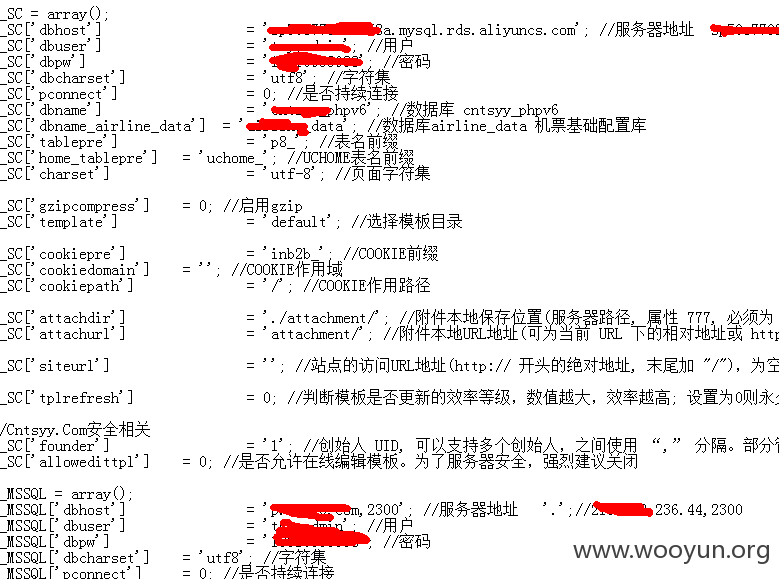 _SC = array();
_SC['dbhost'] = ' a.mysql.rds.aliyuncs.com'; //服务器地址
_SC['dbuser'] = ' '; //用户
_SC['dbpw'] = ' '; //密码
_SC['dbcharset'] = 'utf8'; //字符集
_SC['pconnect'] = 0; //是否持续连接
_SC['dbname'] = ' _phpv6'; //数据库 cntsyy_phpv6
_SC['dbname_airline_data'] = ' _data'; //数据库airline_data 机票基础配置库
_SC['tablepre'] = 'p8_'; //表名前缀
_SC['home_tablepre'] = 'uchome_'; //UCHOME表名前缀
_SC['charset'] = 'utf-8'; //页面字符集
_SC['gzipcompress'] = 0; //启用gzip
_SC['template'] = 'default'; //选择模板目录
_SC['cookiepre'] = 'inb2b_'; //COOKIE前缀
_SC['cookiedomain'] = ''; //COOKIE作用域
_SC['cookiepath'] = '/'; //COOKIE作用路径
_SC['attachdir'] = './attachment/'; //附件本地保存位置(服务器路径, 属性 777, 必须为
_SC['attachurl'] = 'attachment/'; //附件本地URL地址(可为当前 URL 下的相对地址或 http
_SC['siteurl'] = ''; //站点的访问URL地址(http:// 开头的绝对地址, 末尾加 "/")，为空
_SC['tplrefresh'] = 0; //判断模板是否更新的效率等级，数值越大，效率越高; 设置为0则永
/Cntsyy.Com安全相关
_SC['founder'] = '1'; //创始人 UID, 可以支持多个创始人，之间使用 “,” 分隔。部分管
_SC['allowedittpl'] = 0; //是否允许在线编辑模板。为了服务器安全，强烈建议关闭
_MSSQL = array();
_MSSQL['dbhost'] = ' ,2300'; //服务器地址 '.';// .236.44,2300
_MSSQL['dbuser'] = ' '; //用户
_MSSQL['dbpw'] = ' '; //密码
_MSSQL['dbcharset'] = 'utf8'; //字符集
_MSSQL['pconnect'] = 0; //是否持续连接
www.wooyun.org